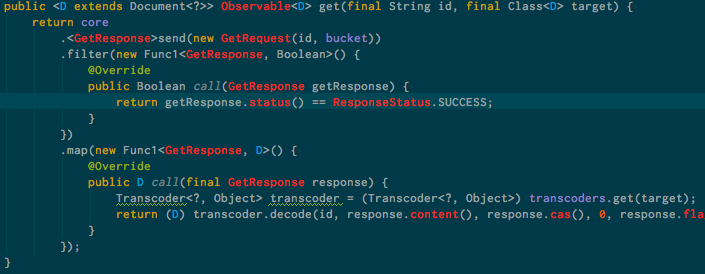 public <D extends Document<?>> Observable<D> get(final String id, final Class<D> target) {
    return core
        .<GetResponse>send(new GetRequest(id, bucket))
        .filter(new Func1<GetResponse, Boolean>() {
            @Override
            public Boolean call(GetResponse getResponse) {
                return getResponse.status() == ResponseStatus.SUCCESS;
            }
        })
        .map(new Func1<GetResponse, D>() {
            @Override
            public D call(final GetResponse response) {
                Transcoder<?, Object> transcoder = (Transcoder<?, Object>) transcoders.get(target);
                return (D) transcoder.decode(id, response.content(), response.cas(), 0, response.fla
            }
        });
}